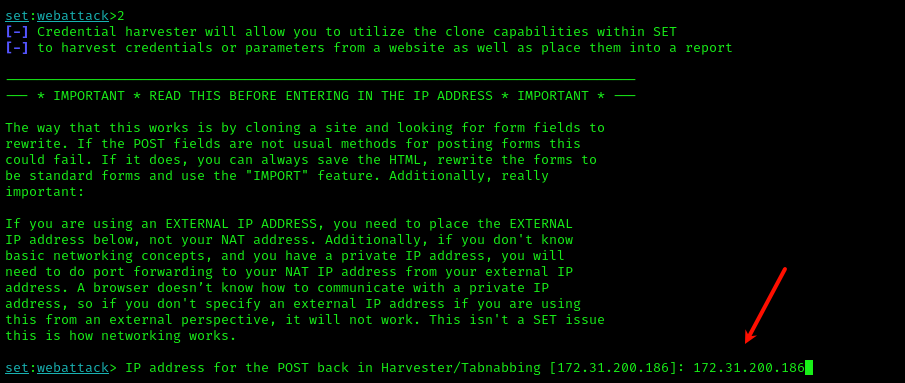 set:webattack>2
[-] Credential harvester will allow you to utilize the clone capabilities within SET
[-] to harvest credentials or parameters from a website as well as place them into a report
--- * IMPORTANT * READ THIS BEFORE ENTERING IN THE IP ADDRESS * IMPORTANT * ---
The way that this works is by cloning a site and looking for form fields to
rewrite. If the POST fields are not usual methods for posting forms this
could fail. If it does, you can always save the HTML, rewrite the forms to
be standard forms and use the "IMPORT" feature. Additionally, really
important:
If you are using an EXTERNAL IP ADDRESS, you need to place the EXTERNAL
IP address below, not your NAT address. Additionally, if you don't know
basic networking concepts, and you have a private IP address, you will
need to do port forwarding to your NAT IP address from your external IP
address. A browser doesn’t know how to communicate with a private IP
address, so if you don't specify an external IP address if you are using
this from an external perspective, it will not work. This isn't a SET issue
this is how networking works.
set:webattack> IP address for the POST back in Harvester/Tabnabbing [172.31.200.186]: 172.31.200.186